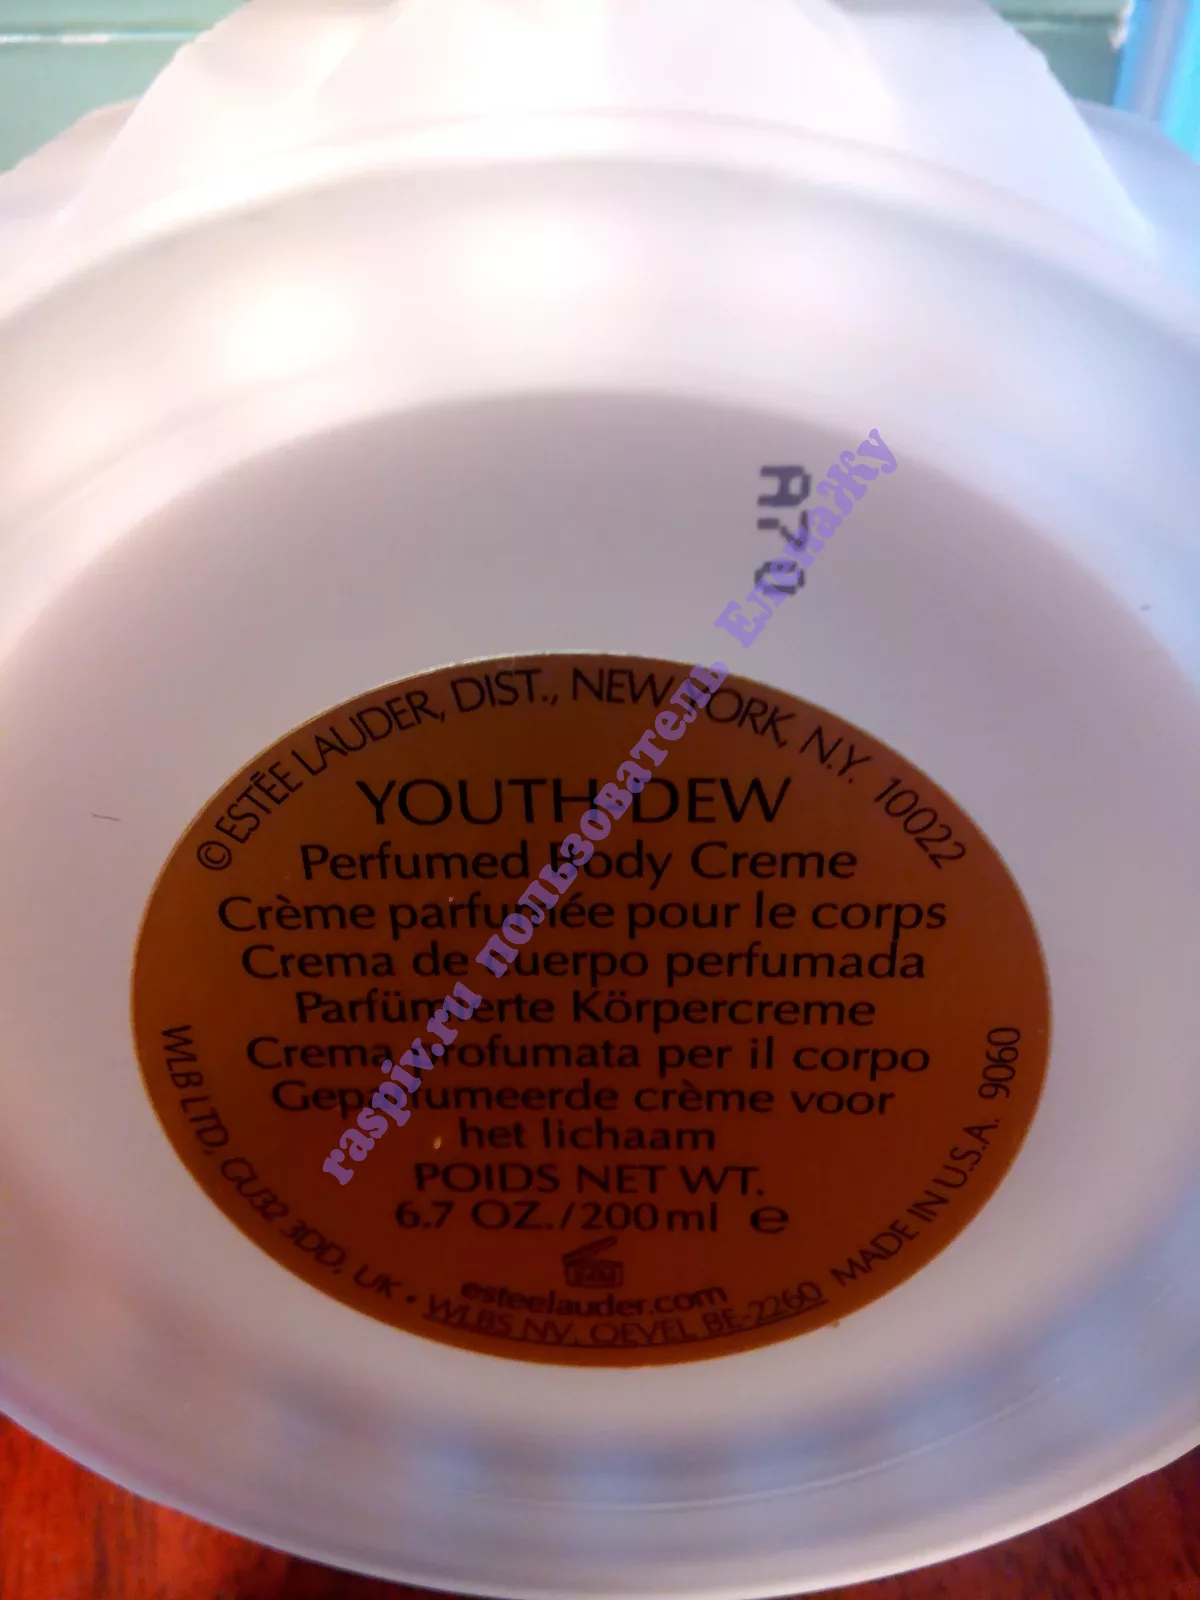 A70
©ESTĒE LAUDER, DIST., NEW YORK, N.Y. 10022
YOUTH-DEW
Perfumed Body Creme
Crème parfumée pour le corps
Crema de cuerpo perfumada
Parfümierte Körpercreme
Crema profumata per il corpo
Geparfumeerde crème voor
het lichaam
POIDS NET WT.
6.7 OZ./200ml e
24M
esteelauder.com
WLB LTD, GU32 3DD, UK • WLBS NV. OEVEL BE-2260 MADE IN U.S.A. 9060
raspiv.ru пользователь Еленажку